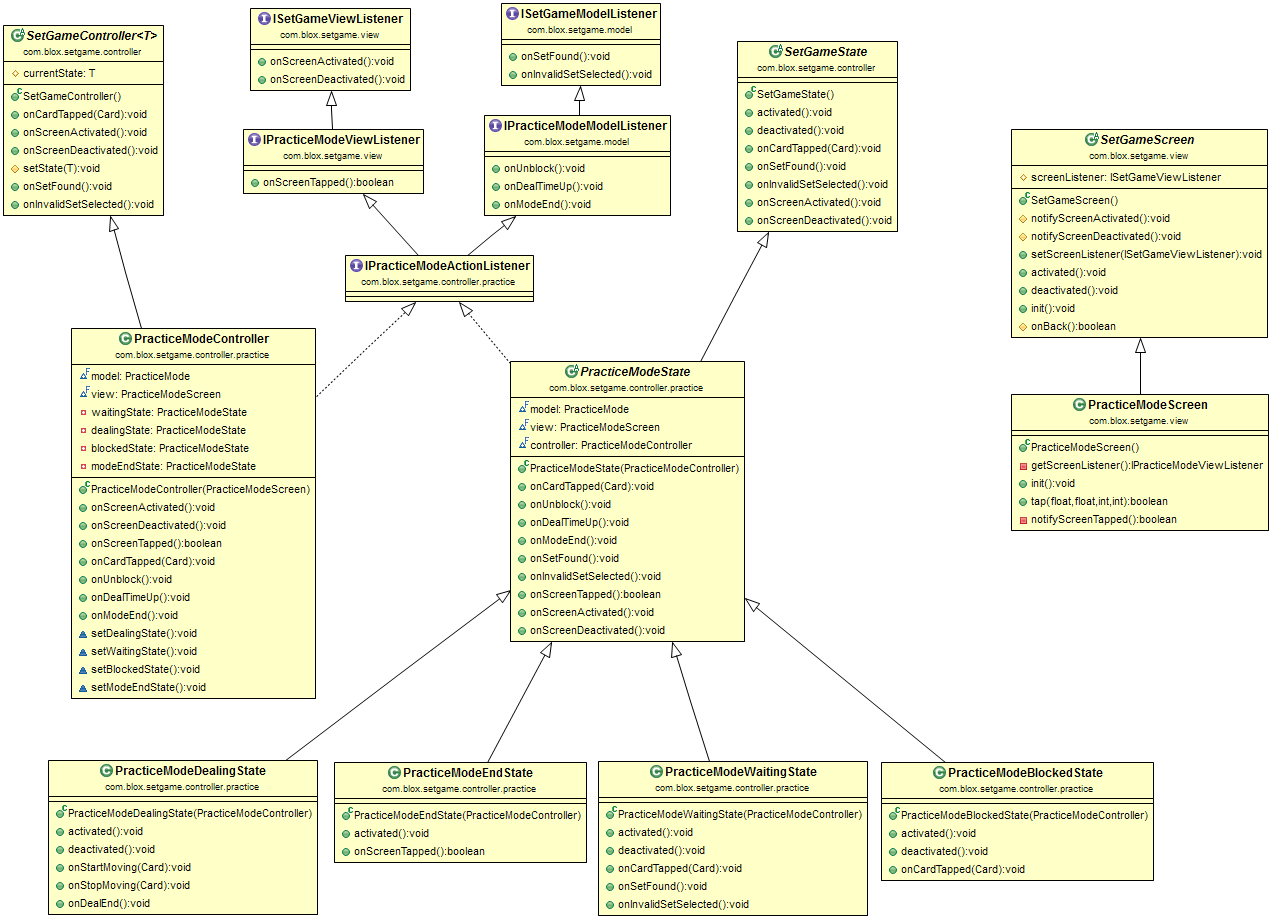 SetGameController<T>
com.blox.setgame.controller
currentState: T
SetGameController()
onCardTapped(Card):void
onScreenActivated():void
onScreenDeactivated():void
setState(T):void
onSetFound():void
onInvalidSetSelected():void
ISetGameViewListener
com.blox.setgame.view
onScreenActivated():void
onScreenDeactivated():void
ISetGameModelListener
com.blox.setgame.model
onSetFound():void
onInvalidSetSelected():void
SetGameState
com.blox.setgame.controller
SetGameState()
activated():void
deactivated():void
onCardTapped(Card):void
onSetFound():void
onInvalidSetSelected():void
onScreenActivated():void
onScreenDeactivated():void
IPracticeModeViewListener
com.blox.setgame.view
onScreenTapped():boolean
IPracticeModeModelListener
com.blox.setgame.model
onUnblock():void
onDealTimeUp():void
onModeEnd():void
SetGameScreen
com.blox.setgame.view
screenListener: ISetGameViewListener
SetGameScreen()
notifyScreenActivated():void
notifyScreenDeactivated():void
setScreenListener(ISetGameViewListener):void
activated():void
deactivated():void
init():void
onBack():boolean
IPracticeModeActionListener
com.blox.setgame.controller.practice
PracticeModeController
com.blox.setgame.controller.practice
model: PracticeMode
view: PracticeModeScreen
waitingState: PracticeModeState
dealingState: PracticeModeState
blockedState: PracticeModeState
modeEndState: PracticeModeState
PracticeModeController(PracticeModeScreen)
onScreenActivated():void
onScreenDeactivated():void
onScreenTapped():boolean
onCardTapped(Card):void
onUnblock():void
onDealTimeUp():void
onModeEnd():void
setDealingState():void
setWaitingState():void
setBlockedState():void
setModeEndState():void
PracticeModeState
com.blox.setgame.controller.practice
model: PracticeMode
view: PracticeModeScreen
controller: PracticeModeController
PracticeModeState(PracticeModeController)
onCardTapped(Card):void
onUnblock():void
onDealTimeUp():void
onModeEnd():void
onSetFound():void
onInvalidSetSelected():void
onScreenTapped():boolean
onScreenActivated():void
onScreenDeactivated():void
PracticeModeScreen
com.blox.setgame.view
PracticeModeScreen()
getScreenListener():IPracticeModeViewListener
init():void
tap(float,float,int,int):boolean
notifyScreenTapped():boolean
PracticeModeDealingState
com.blox.setgame.controller.practice
PracticeModeDealingState(PracticeModeController)
activated():void
deactivated():void
onStartMoving(Card):void
onStopMoving(Card):void
onDealEnd():void
PracticeModeEndState
com.blox.setgame.controller.practice
PracticeModeEndState(PracticeModeController)
activated():void
onScreenTapped():boolean
PracticeModeWaitingState
com.blox.setgame.controller.practice
PracticeModeWaitingState(PracticeModeController)
activated():void
deactivated():void
onCardTapped(Card):void
onSetFound():void
onInvalidSetSelected():void
PracticeModeBlockedState
com.blox.setgame.controller.practice
PracticeModeBlockedState(PracticeModeController)
activated():void
deactivated():void
onCardTapped(Card):void